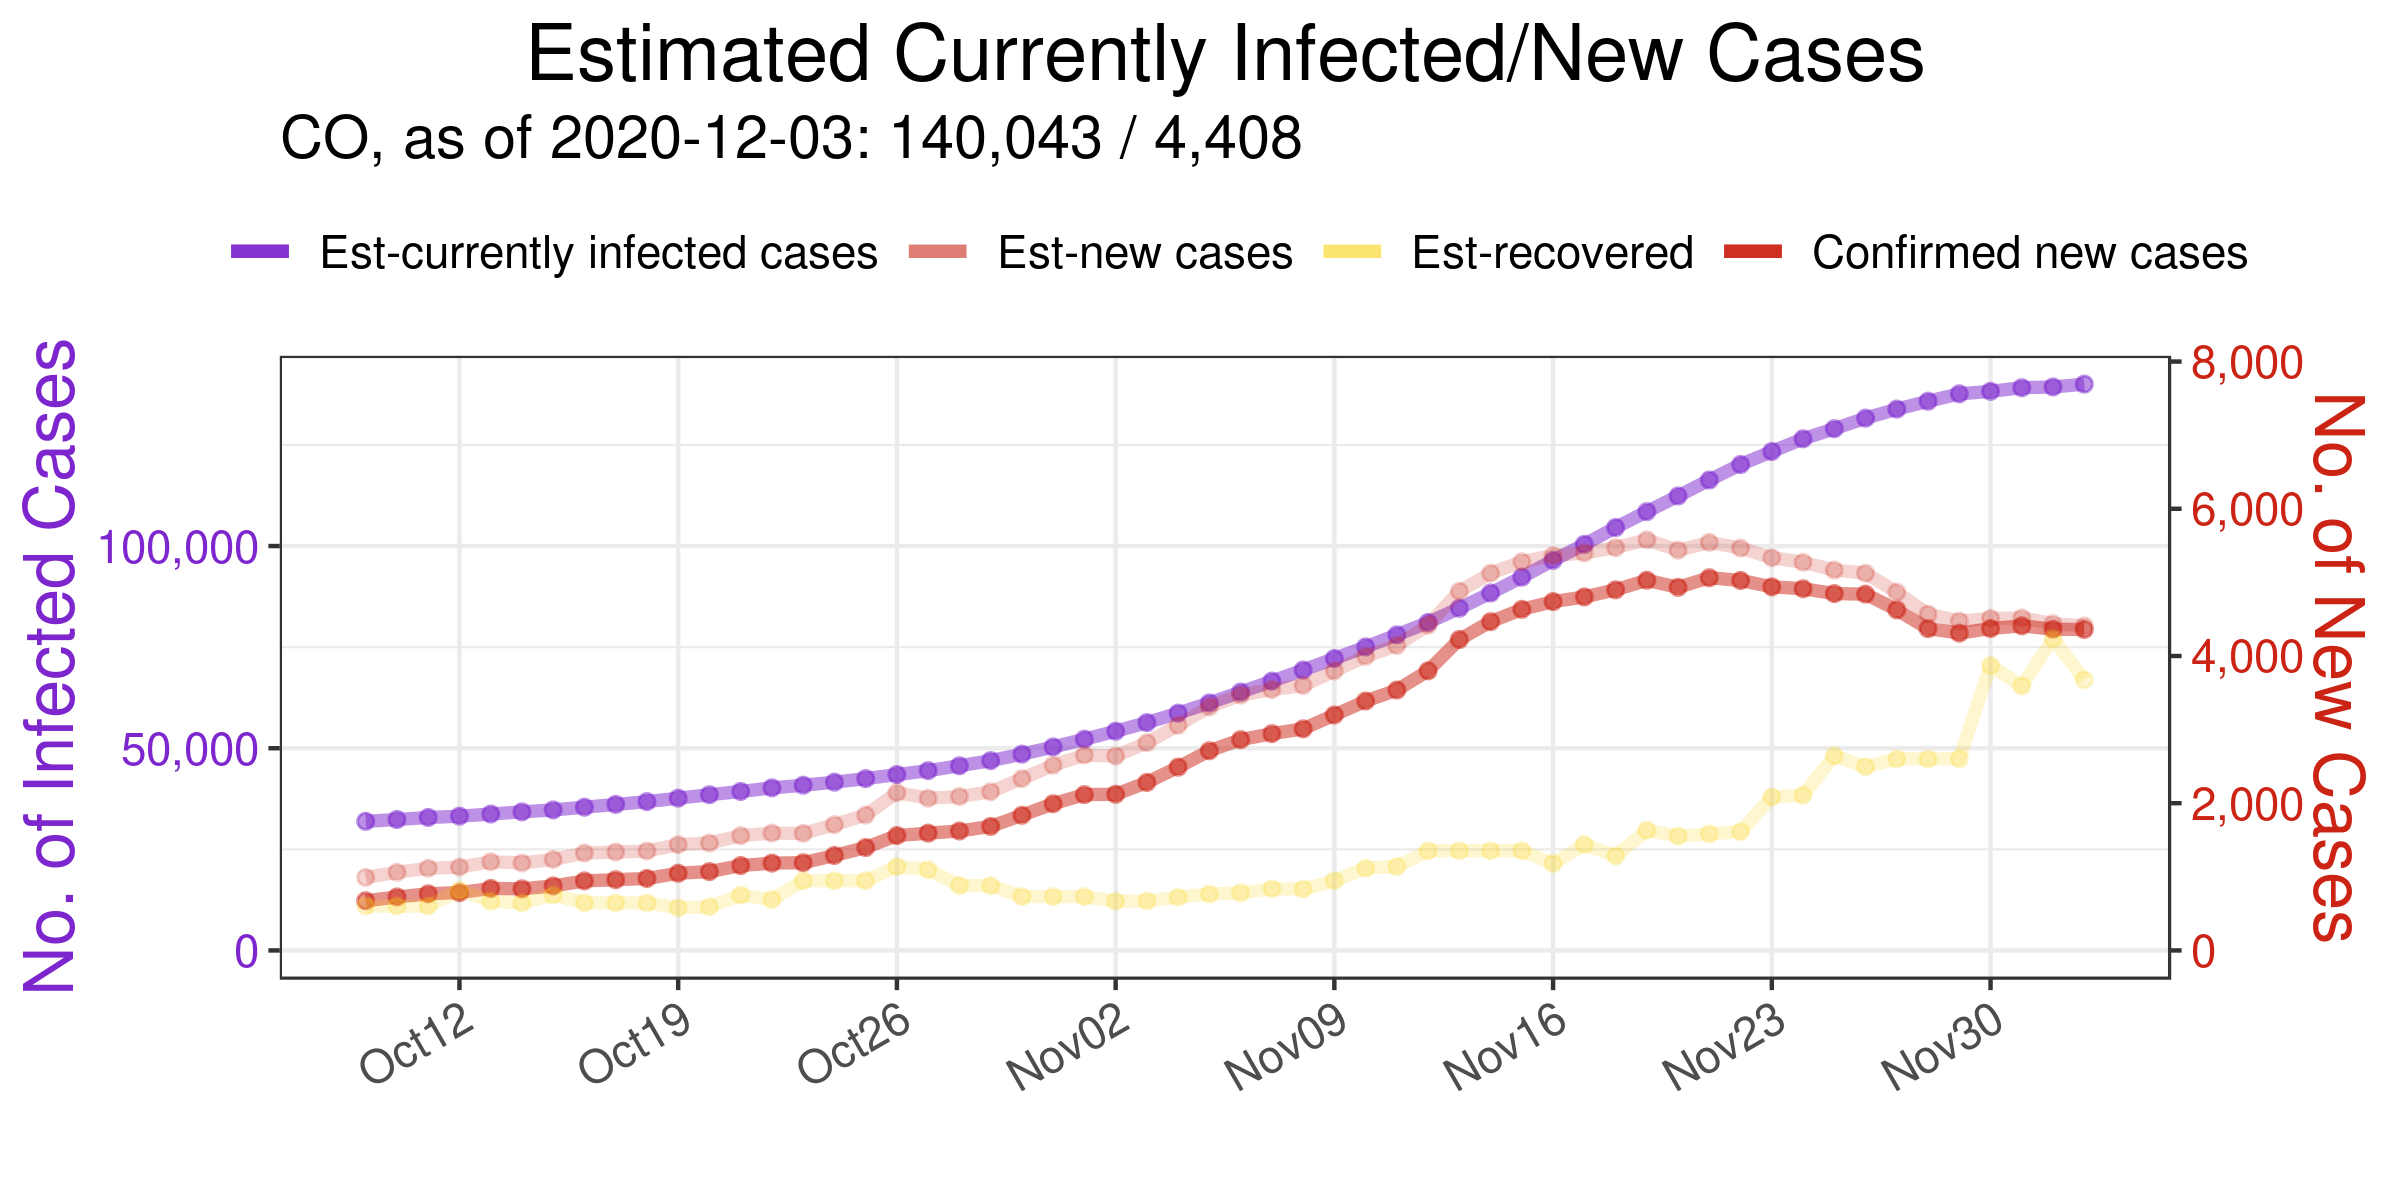 Estimated Currently Infected/New Cases
CO, as of 2020-12-03: 140,043 / 4,408
Est-currently infected cases Est-new cases Est-recovered Confirmed new cases
No. of Infected Cases
100,000
50,000
0
8,000
6,000
4,000
2,000
0
No. of New Cases
Oct12 Oct19 Oct26 Nov02 Nov09 Nov16 Nov23 Nov30